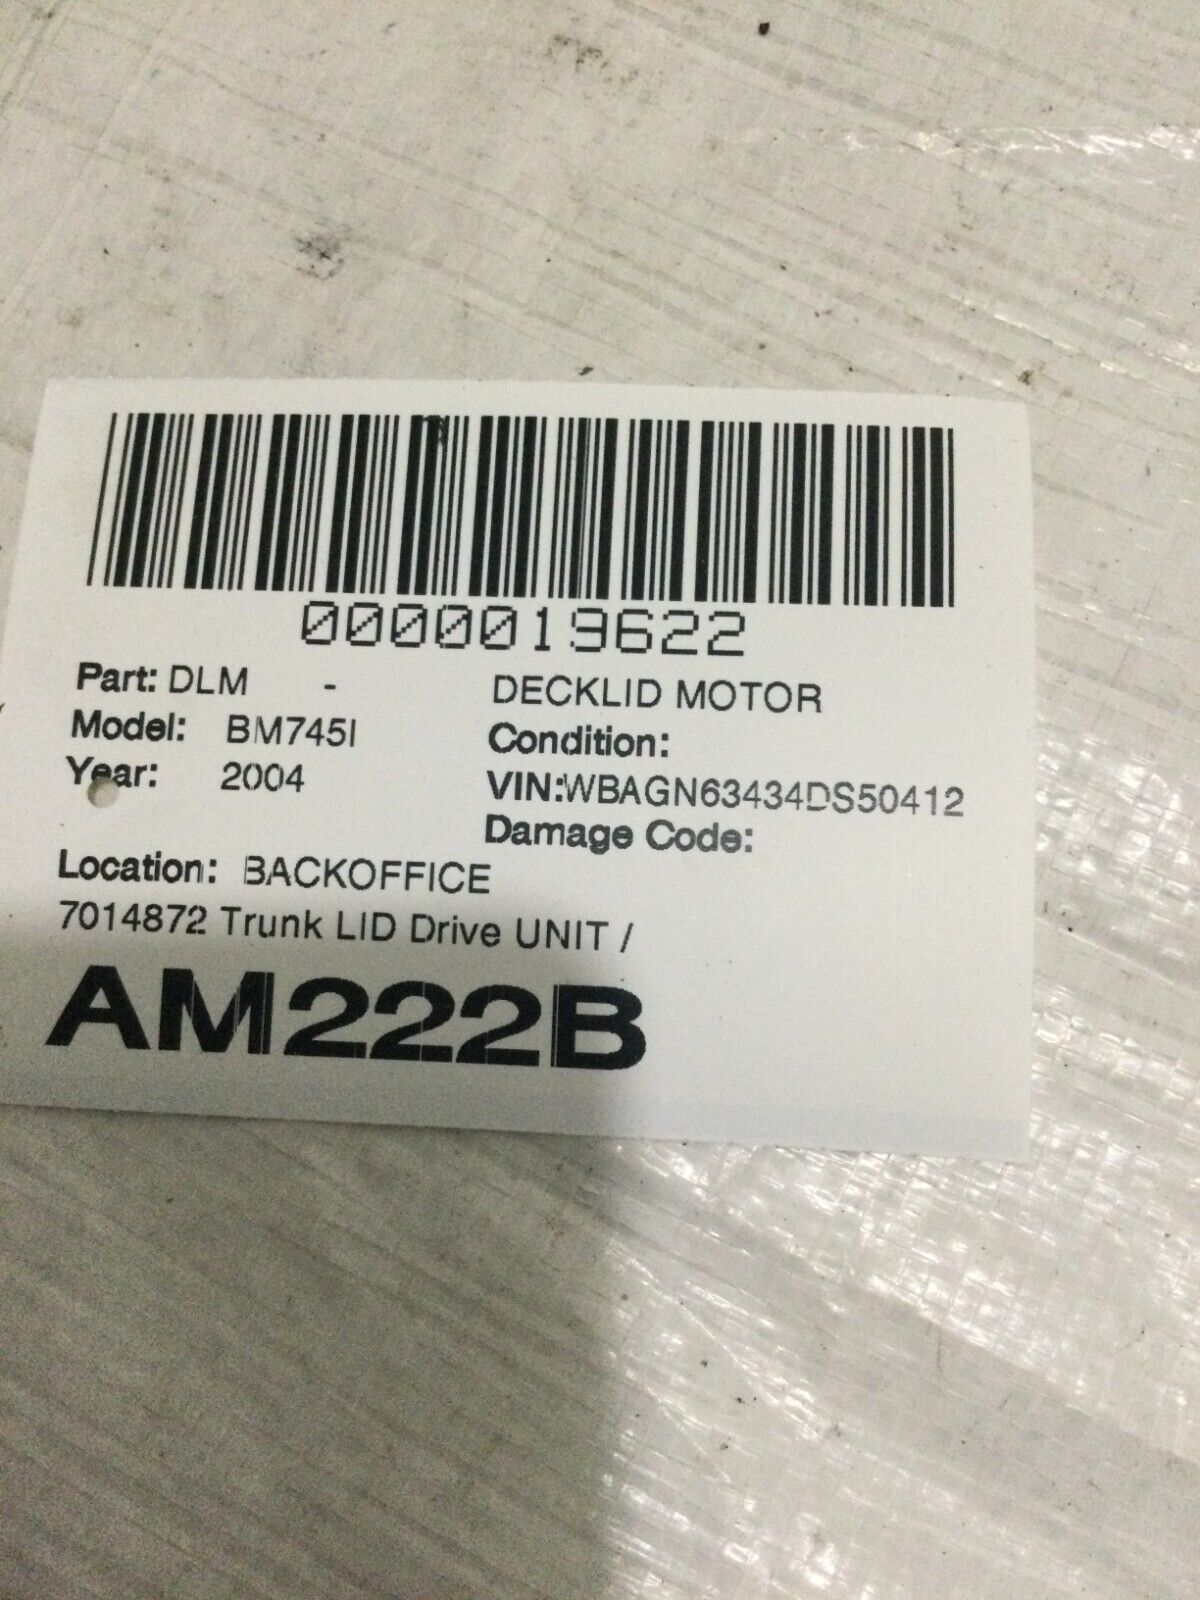 0000019622
Part: DLM - DECKLID MOTOR
Model: BM745I Condition:
Year: 2004 VIN:WBAGN63434DS50412
Damage Code:
Location: BACKOFFICE
7014872 Trunk LID Drive UNIT /
AM222B